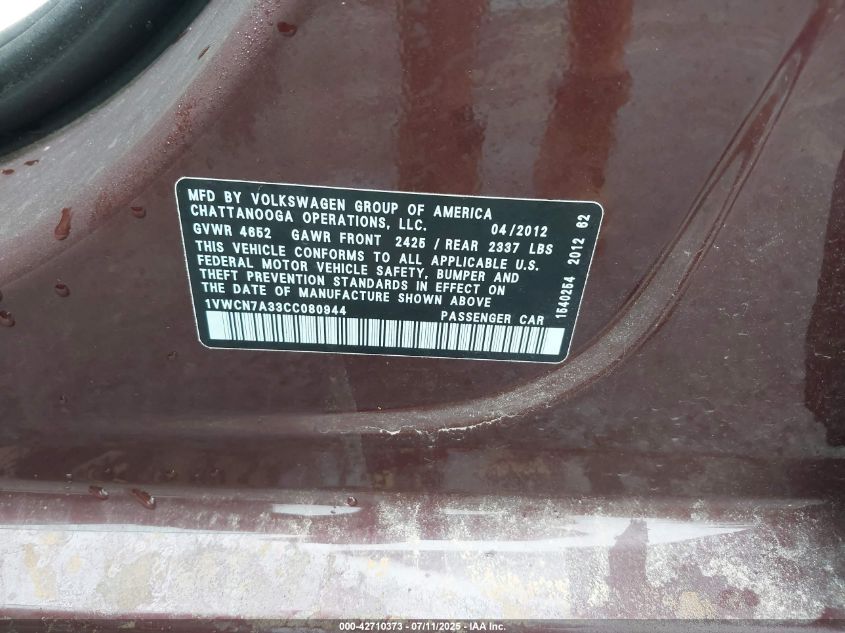 MFD BY VOLKSWAGEN GROUP OF AMERICA
CHATTANOOGA OPERATIONS, LLC. 04/2012
GVWR 4652 GAWR FRONT 2425 / REAR 2337 LBS
THIS VEHICLE CONFORMS TO ALL APPLICABLE U.S.
FEDERAL MOTOR VEHICLE SAFETY, BUMPER AND
THEFT PREVENTION STANDARDS IN EFFECT ON
THE DATE OF MANUFACTURE SHOWN ABOVE
1VWCN7A33CC080944 PASSENGER CAR
1540254 2012 62
000-42710373 - 07/11/2025 - IAA Inc.